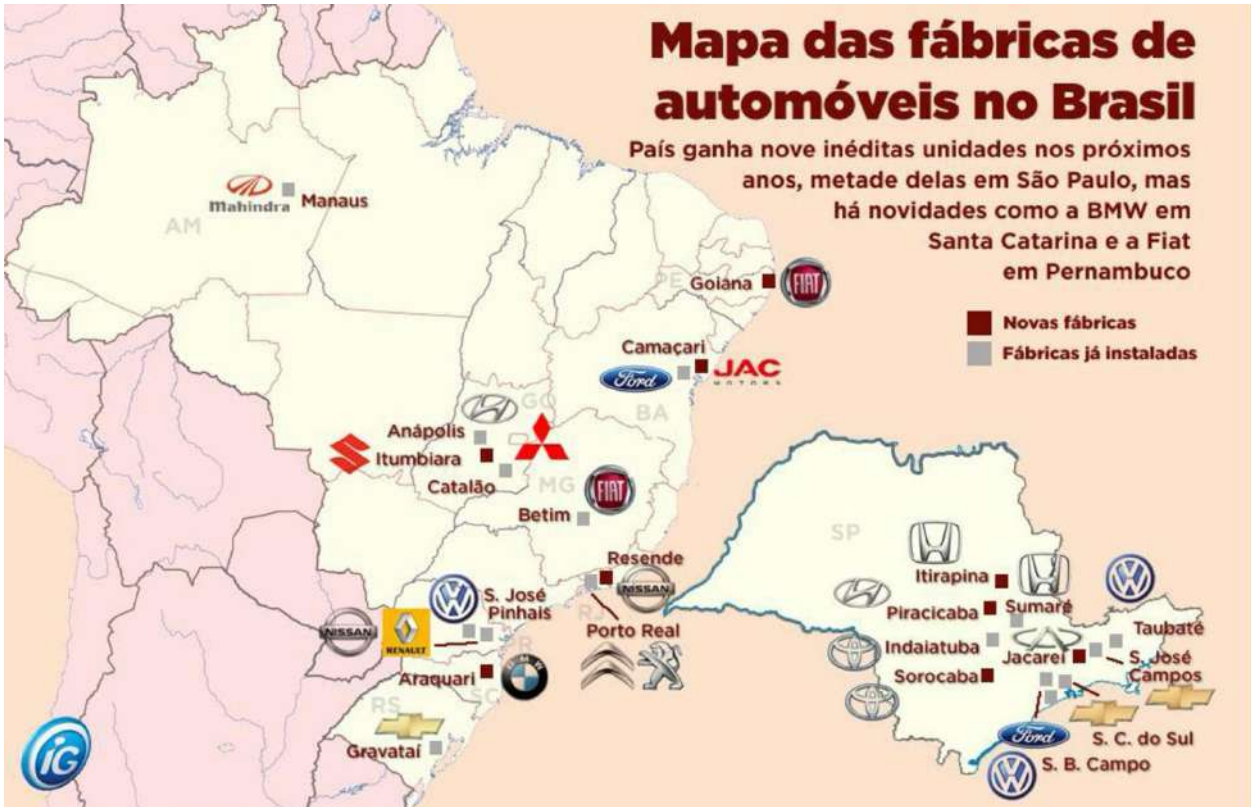 Mapa das fábricas de
automóveis no Brasil
País ganha nove inéditas unidades nos próximos
anos, metade delas em São Paulo, mas
há novidades como a BMW em
Santa Catarina e a Fiat
em Pernambuco
Novas fábricas
Fábricas já instaladas
Mahindra
Manaus
AM
PE
Goiana
FIAT
Camaçari
Ford
JAC
MOTORS
BA
GO
Anápolis
Itumbiara
Catalão
MG
FIAT
Betim
Resende
NISSAN
RJ
Porto Real
S. José
Pinhais
NISSAN
RENAULT
PR
Araquari
BMW
SC
RS
Gravataí
iG
SP
Itirapina
Piracicaba
Sumaré
Indaiatuba
Jacareí
Taubaté
S. José
Campos
Sorocaba
Ford
S. C. do Sul
S. B. Campo